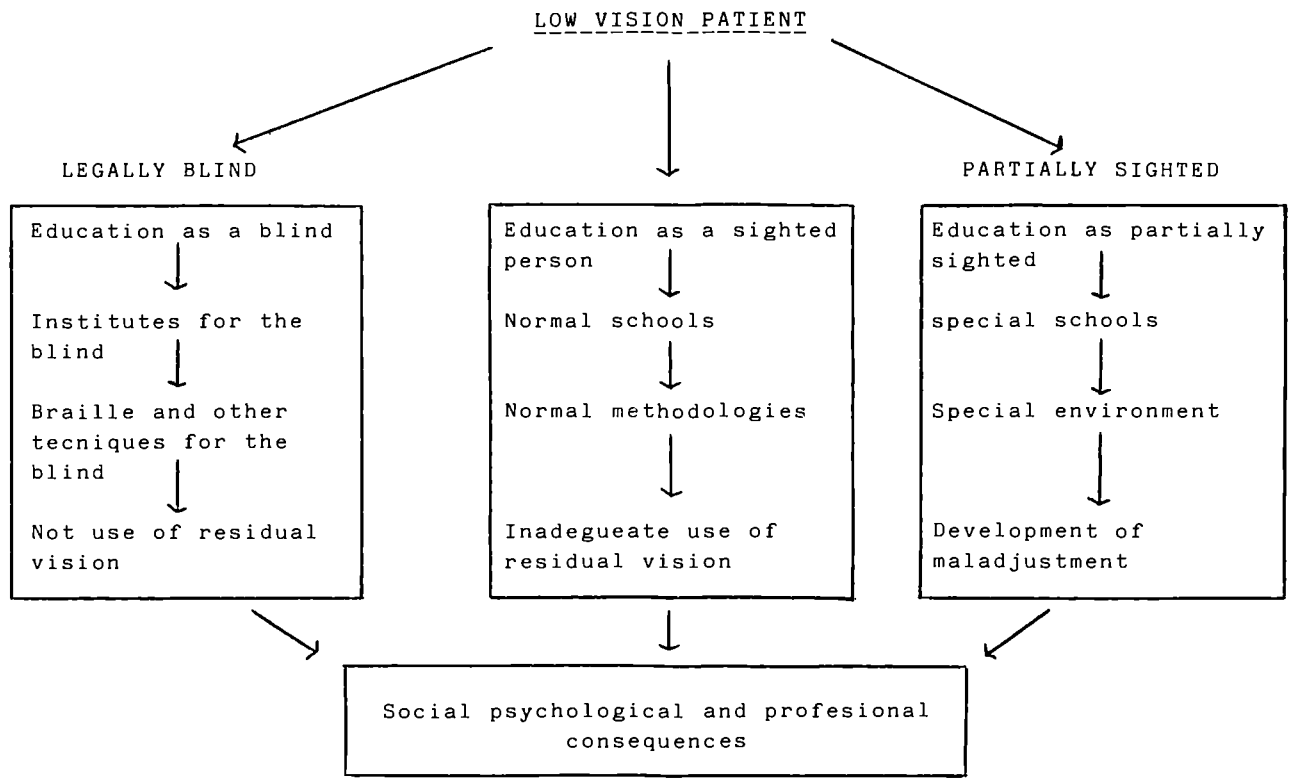 LOW VISION PATIENT
LEGALLY BLIND
Education as a blind
Institutes for the
blind
Braille and other
tecniques for the
blind
Not use of residual
vision
Education as a sighted
person
Normal schools
Normal methodologies
Inadegueate use of
residual vision
PARTIALLY SIGHTED
Education as partially
sighted
special schools
Special environment
Development of
maladjustment
Social psychological and profesional
consequences